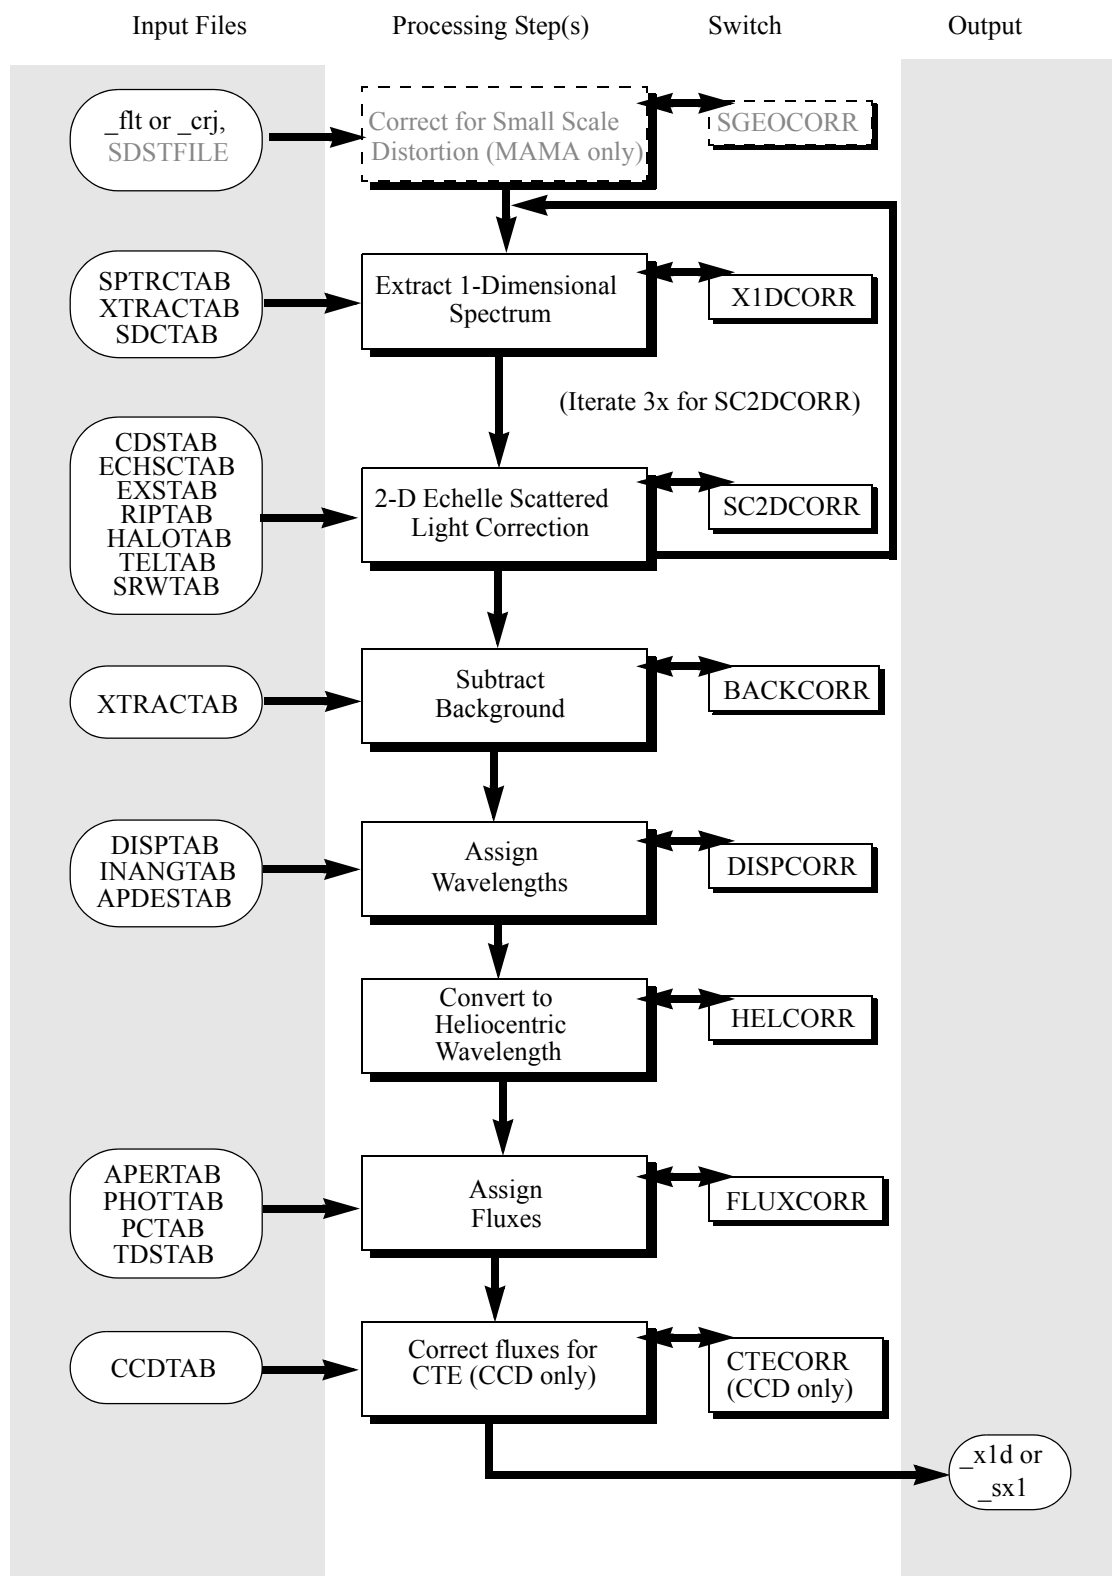 Input Files
Processing Step(s)
Switch
Output
_flt or _crj,
SDSTFILE
Correct for Small Scale
Distortion (MAMA only)
SGEOCORR
SPTRCTAB
XTRACTAB
SDCTAB
Extract 1-Dimensional
Spectrum
X1DCORR
(Iterate 3x for SC2DCORR)
CDSTAB
ECHSCTAB
EXSTAB
RIPTAB
HALOTAB
TELTAB
SRWTAB
2-D Echelle Scattered
Light Correction
SC2DCORR
XTRACTAB
Subtract
Background
BACKCORR
DISPTAB
INANGTAB
APDESTAB
Assign
Wavelengths
DISPCORR
Convert to
Heliocentric
Wavelength
HELCORR
APERTAB
PHOTTAB
PCTAB
TDSTAB
Assign
Fluxes
FLUXCORR
CCDTAB
Correct fluxes for
CTE (CCD only)
CTECORR
(CCD only)
_x1d or
_sx1